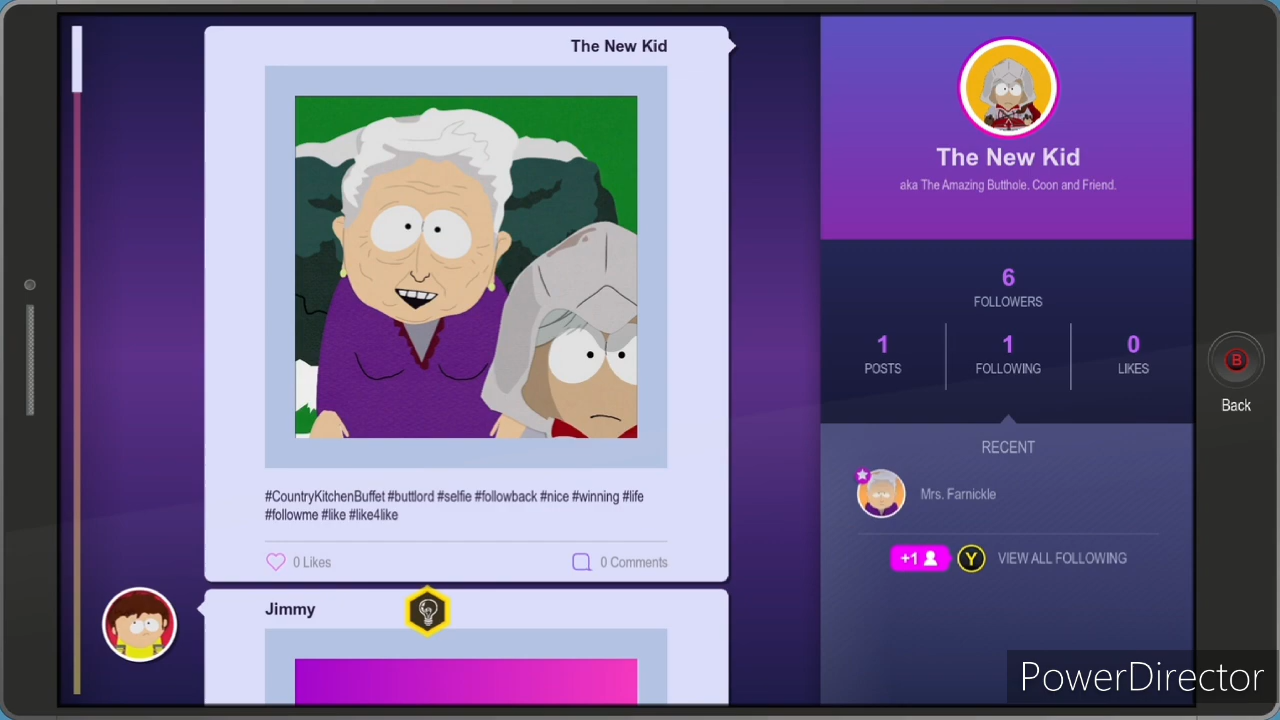 The New Kid
#CountryKitchenBuffet #buttlord #selfie #followback #nice #winning #life
#followme #like #like4like
0 Likes
0 Comments
Jimmy
The New Kid
aka The Amazing Butthole. Coon and Friend.
6
FOLLOWERS
1
POSTS
1
FOLLOWING
0
LIKES
RECENT
Mrs. Farnickle
+1
Y
VIEW ALL FOLLOWING
B
Back
PowerDirector